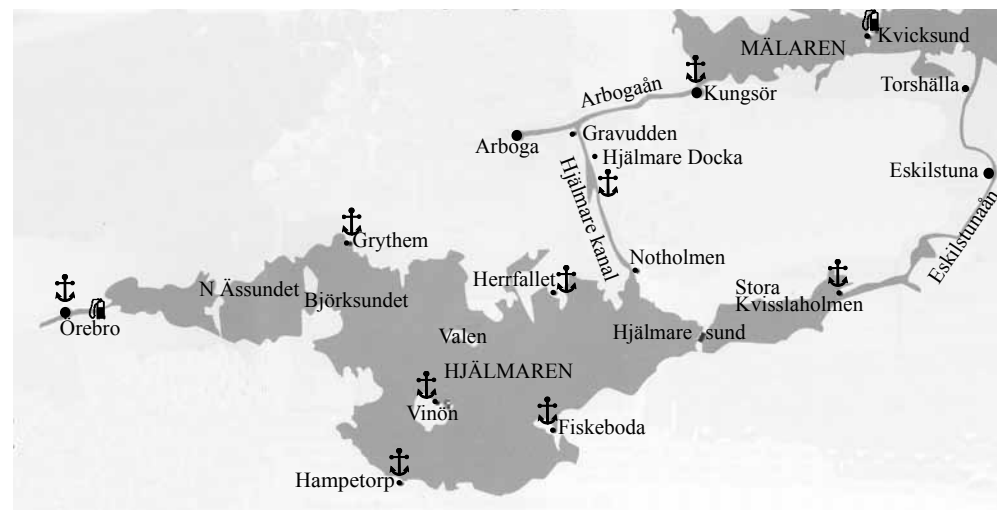 Kvicksund
MÄLAREN
Torshälla
Arbogaån
Kungsör
Gravudden
Arboga
Hjälmare Docka
Eskilstuna
Hjälmare kanal
Eskilstunaån
Grythem
Notholmen
Herrfallet
N Ässundet
Björksundet
Stora
Kvisslaholmen
Örebro
Valen
Hjälmare sund
HJÄLMAREN
Vinön
Fiskeboda
Hampetorp